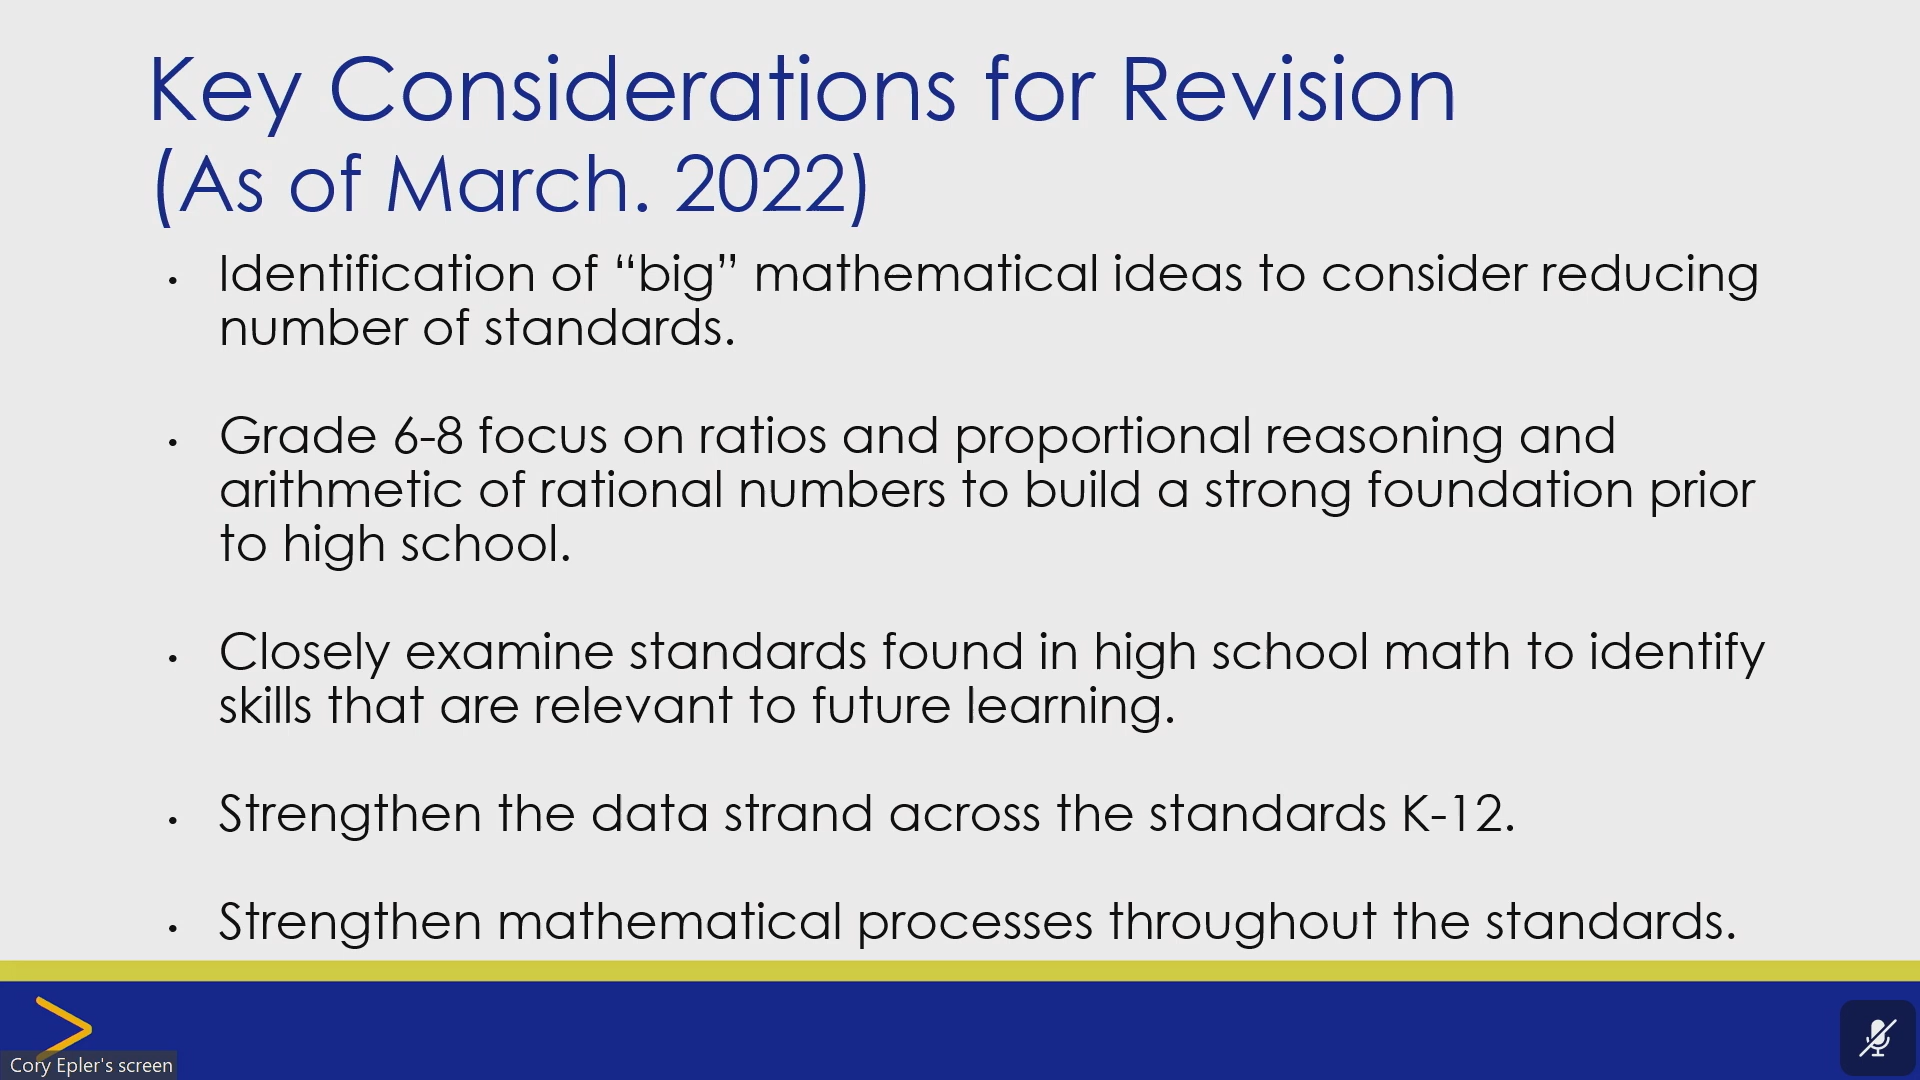 Key Considerations for Revision
(As of March. 2022)
• Identification of “big” mathematical ideas to consider reducing
number of standards.
• Grade 6-8 focus on ratios and proportional reasoning and
arithmetic of rational numbers to build a strong foundation prior
to high school.
• Closely examine standards found in high school math to identify
skills that are relevant to future learning.
• Strengthen the data strand across the standards K-12.
• Strengthen mathematical processes throughout the standards.
Cory Epler's screen